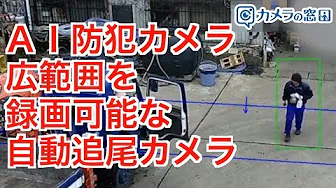 カメラの窓口
AI防犯カメラ
広範囲を
録画可能な
自動追尾カメラ